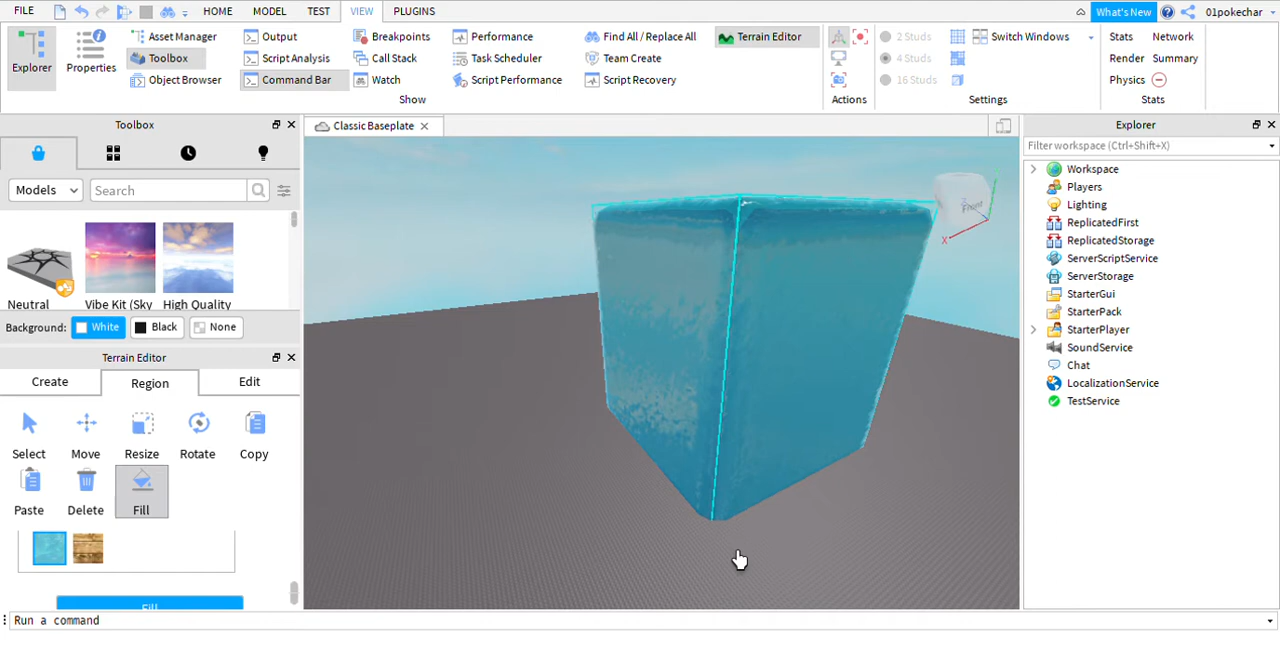 FILE HOME MODEL TEST VIEW PLUGINS What's New 01pokechar
Explorer Properties Asset Manager Toolbox Object Browser
Output Script Analysis Command Bar
Breakpoints Call Stack Watch
Performance Task Scheduler Script Performance
Find All / Replace All Team Create Script Recovery
Terrain Editor
Show
Actions
2 Studs
4 Studs
16 Studs
Switch Windows
Settings
Stats Network
Render Summary
Physics
Stats
Toolbox
Models Search
Neutral Vibe Kit (Sky High Quality
Background: White Black None
Terrain Editor
Create Region Edit
Select Move Resize Rotate Copy
Paste Delete Fill
Fill
Classic Baseplate
Front
X
Explorer
Filter workspace (Ctrl+Shift+X)
Workspace
Players
Lighting
ReplicatedFirst
ReplicatedStorage
ServerScriptService
ServerStorage
StarterGui
StarterPack
StarterPlayer
SoundService
Chat
LocalizationService
TestService
Run a command